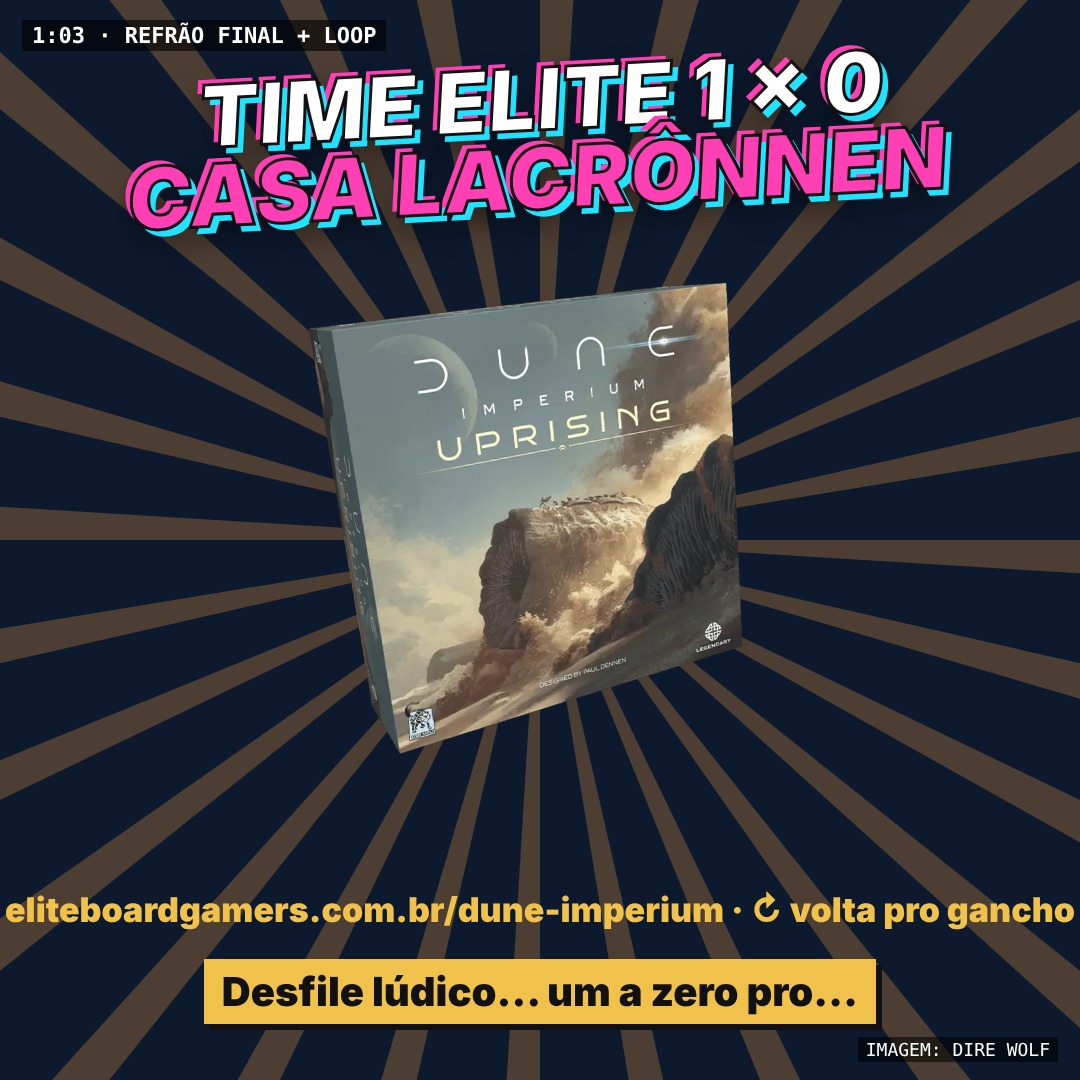 1:03 · REFRÃO FINAL + LOOP
TIME ELITE 1 × 0
CASA LACRÔNNEN
DUNE
IMPERIUM
UPRISING
DESIGNED BY PAUL DENNEN
LEGENDARY
eliteboardgamers.com.br/dune-imperium · ↻ volta pro gancho
Desfile lúdico... um a zero pro...
IMAGEM: DIRE WOLF